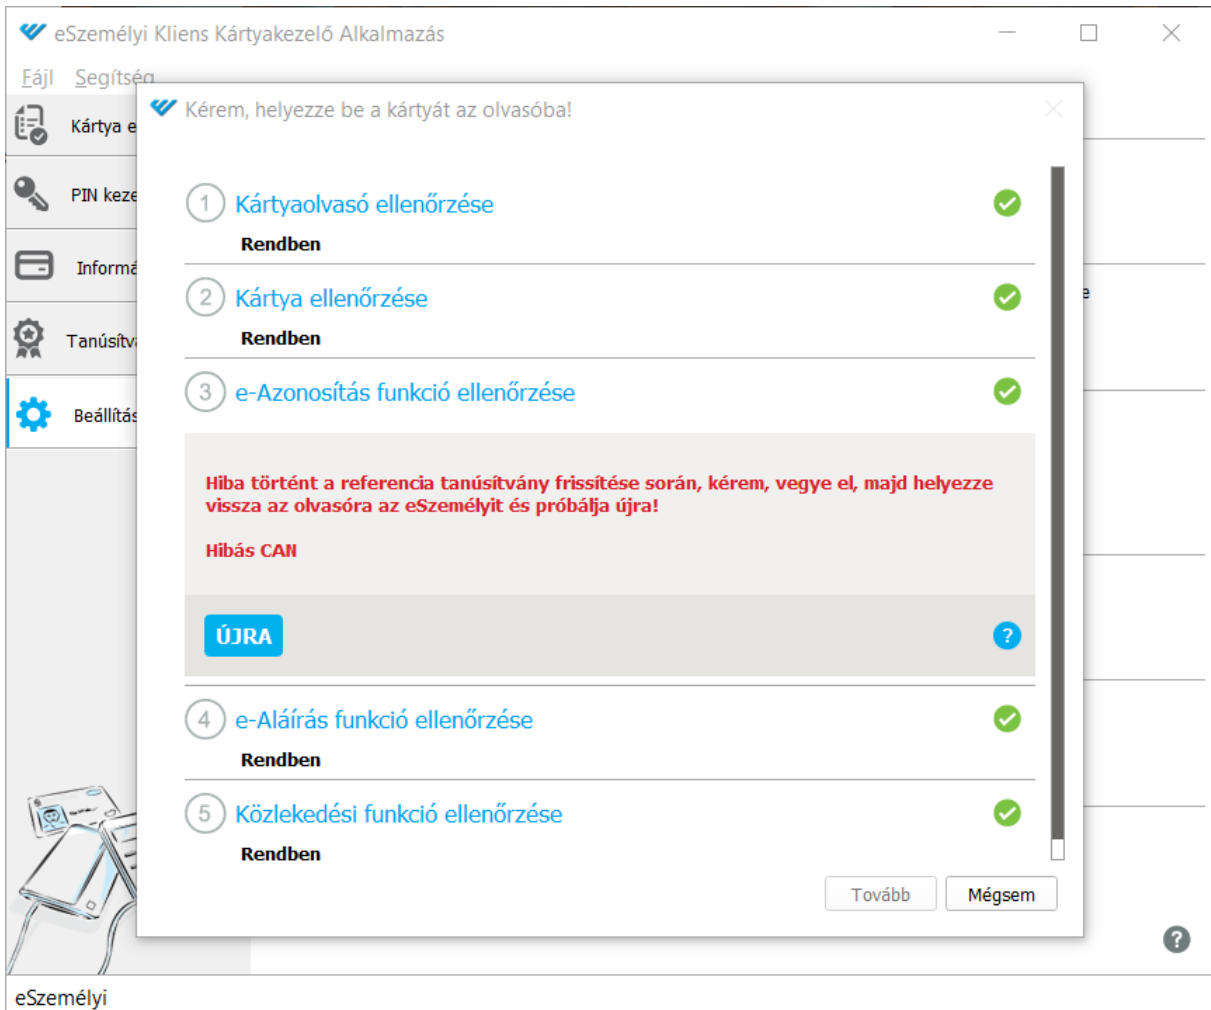 eSzemélyi Kliens Kártyakezelő Alkalmazás
Fájl Segítség
Kérem, helyezze be a kártyát az olvasóba!
Kártya e
PIN keze
Informá
Tanúsítv
Beállítás
1 Kártyaolvasó ellenőrzése
Rendben
2 Kártya ellenőrzése
Rendben
e
3 e-Azonosítás funkció ellenőrzése
Hiba történt a referencia tanúsítvány frissítése során, kérem, vegye el, majd helyezze
vissza az olvasóra az eSzemélyit és próbálja újra!
Hibás CAN
ÚJRA ?
4 e-Aláírás funkció ellenőrzése
Rendben
5 Közlekedési funkció ellenőrzése
Rendben
Tovább Mégsem
?
eSzemélyi